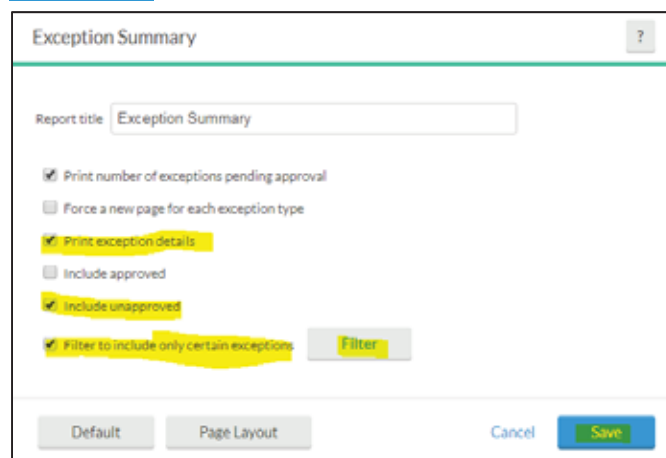 Exception Summary ?
Report title Exception Summary
Print number of exceptions pending approval
Force a new page for each exception type
Print exception details
Include approved
Include unapproved
Filter to include only certain exceptions Filter
Default Page Layout Cancel Save